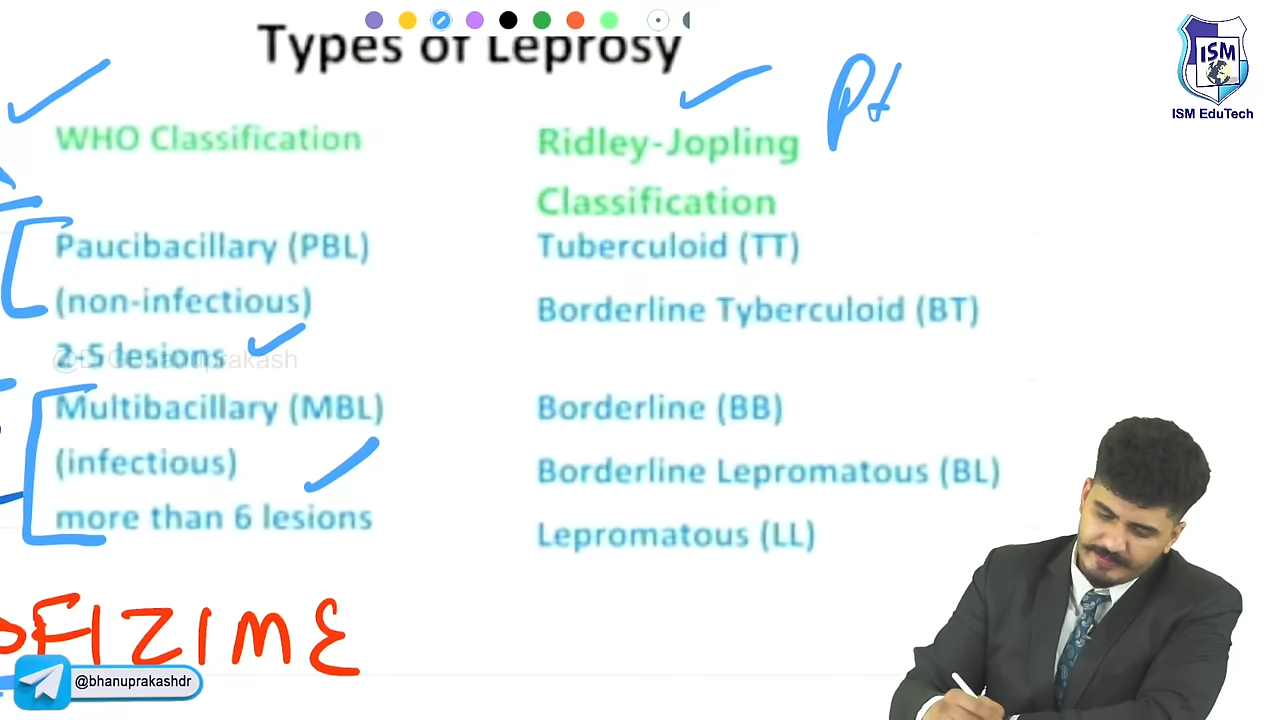 Types of Leprosy
Pt
ISM
ISM EduTech
WHO Classification
Paucibacillary (PBL)
(non-infectious)
2-5 lesions
Multibacillary (MBL)
(infectious)
more than 6 lesions
Ridley-Jopling
Classification
Tuberculoid (TT)
Borderline Tyberculoid (BT)
Borderline (BB)
Borderline Lepromatous (BL)
Lepromatous (LL)
OFIZIME
@bhanuprakashdr